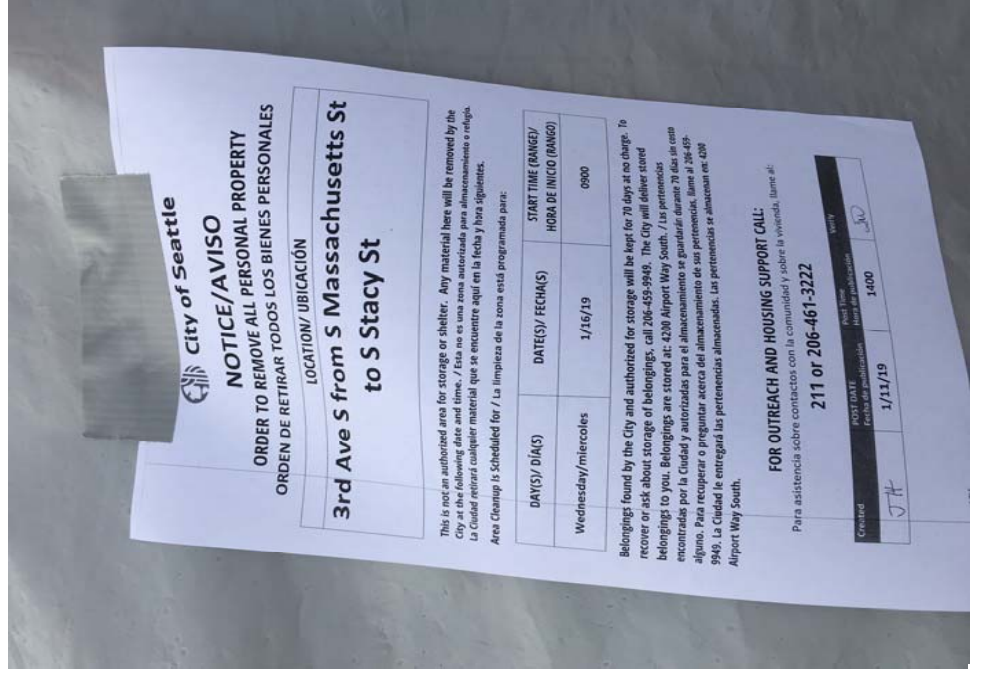 City of Seattle
NOTICE/AVISO
ORDER TO REMOVE ALL PERSONAL PROPERTY
ORDEN DE RETIRAR TODOS LOS BIENES PERSONALES
LOCATION/ UBICACIÓN
3rd Ave S from S Massachusetts St
to S Stacy St
This is not an authorized area for storage or shelter. Any material here will be removed by the
City at the following date and time. / Esta no es una zona autorizada para almacenamiento o refugio.
La Ciudad retirará cualquier material que se encuentre aquí en la fecha y hora siguientes.
Area Cleanup Is Scheduled for / La limpieza de la zona está programada para:
DAY(S)/ DÍA(S) DATE(S)/ FECHA(S) START TIME (RANGE)/
HORA DE INICIO (RANGO)
Wednesday/miercoles 1/16/19 0900
Belongings found by the City and authorized for storage will be kept for 70 days at no charge. To
recover or ask about storage of belongings, call 206-459-9949. The City will deliver stored
belongings to you. Belongings are stored at: 4200 Airport Way South. / Las pertenencias
encontradas por la Ciudad y autorizadas para el almacenamiento se guardarán durante 70 días sin costo
alguno. Para recuperar o preguntar acerca del almacenamiento de sus pertenencias, llame al 206-459-
9949. La Ciudad le entregará las pertenencias almacenadas. Las pertenencias se almacenan en: 4200
Airport Way South.
FOR OUTREACH AND HOUSING SUPPORT CALL:
Para asistencia sobre contactos con la comunidad y sobre la vivienda, llame al:
211 or 206-461-3222
Created POST DATE Post Time Verify
Fecha de publicación Hora de publicación
JH 1/11/19 1400